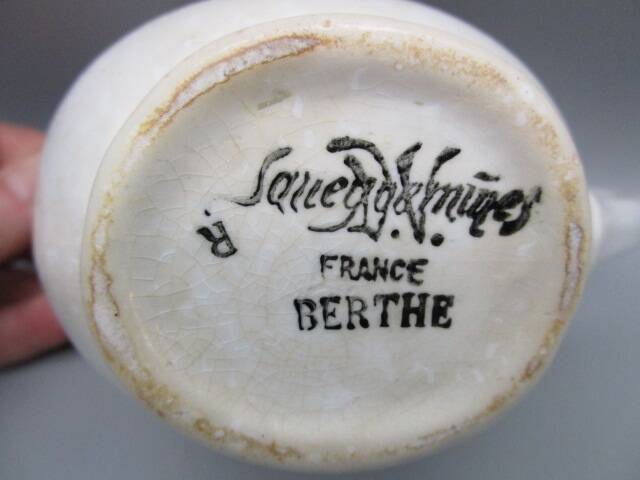 Sarreguemines
D.V.
R.
FRANCE
BERTHE